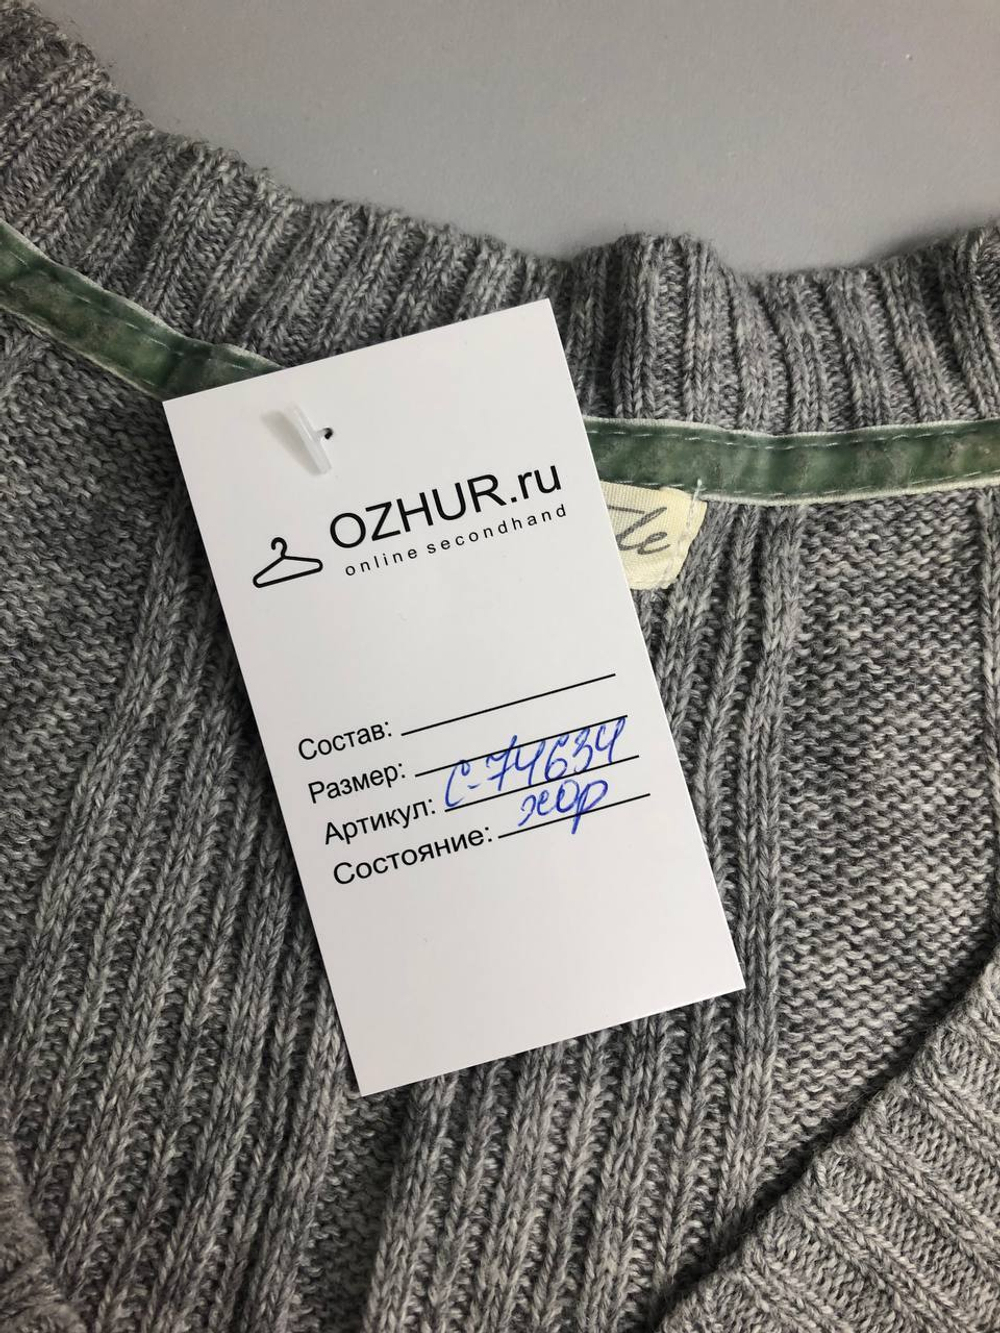 OZHUR.ru
online secondhand
Состав:
Размер:
Артикул: С-74634
Состояние: хор